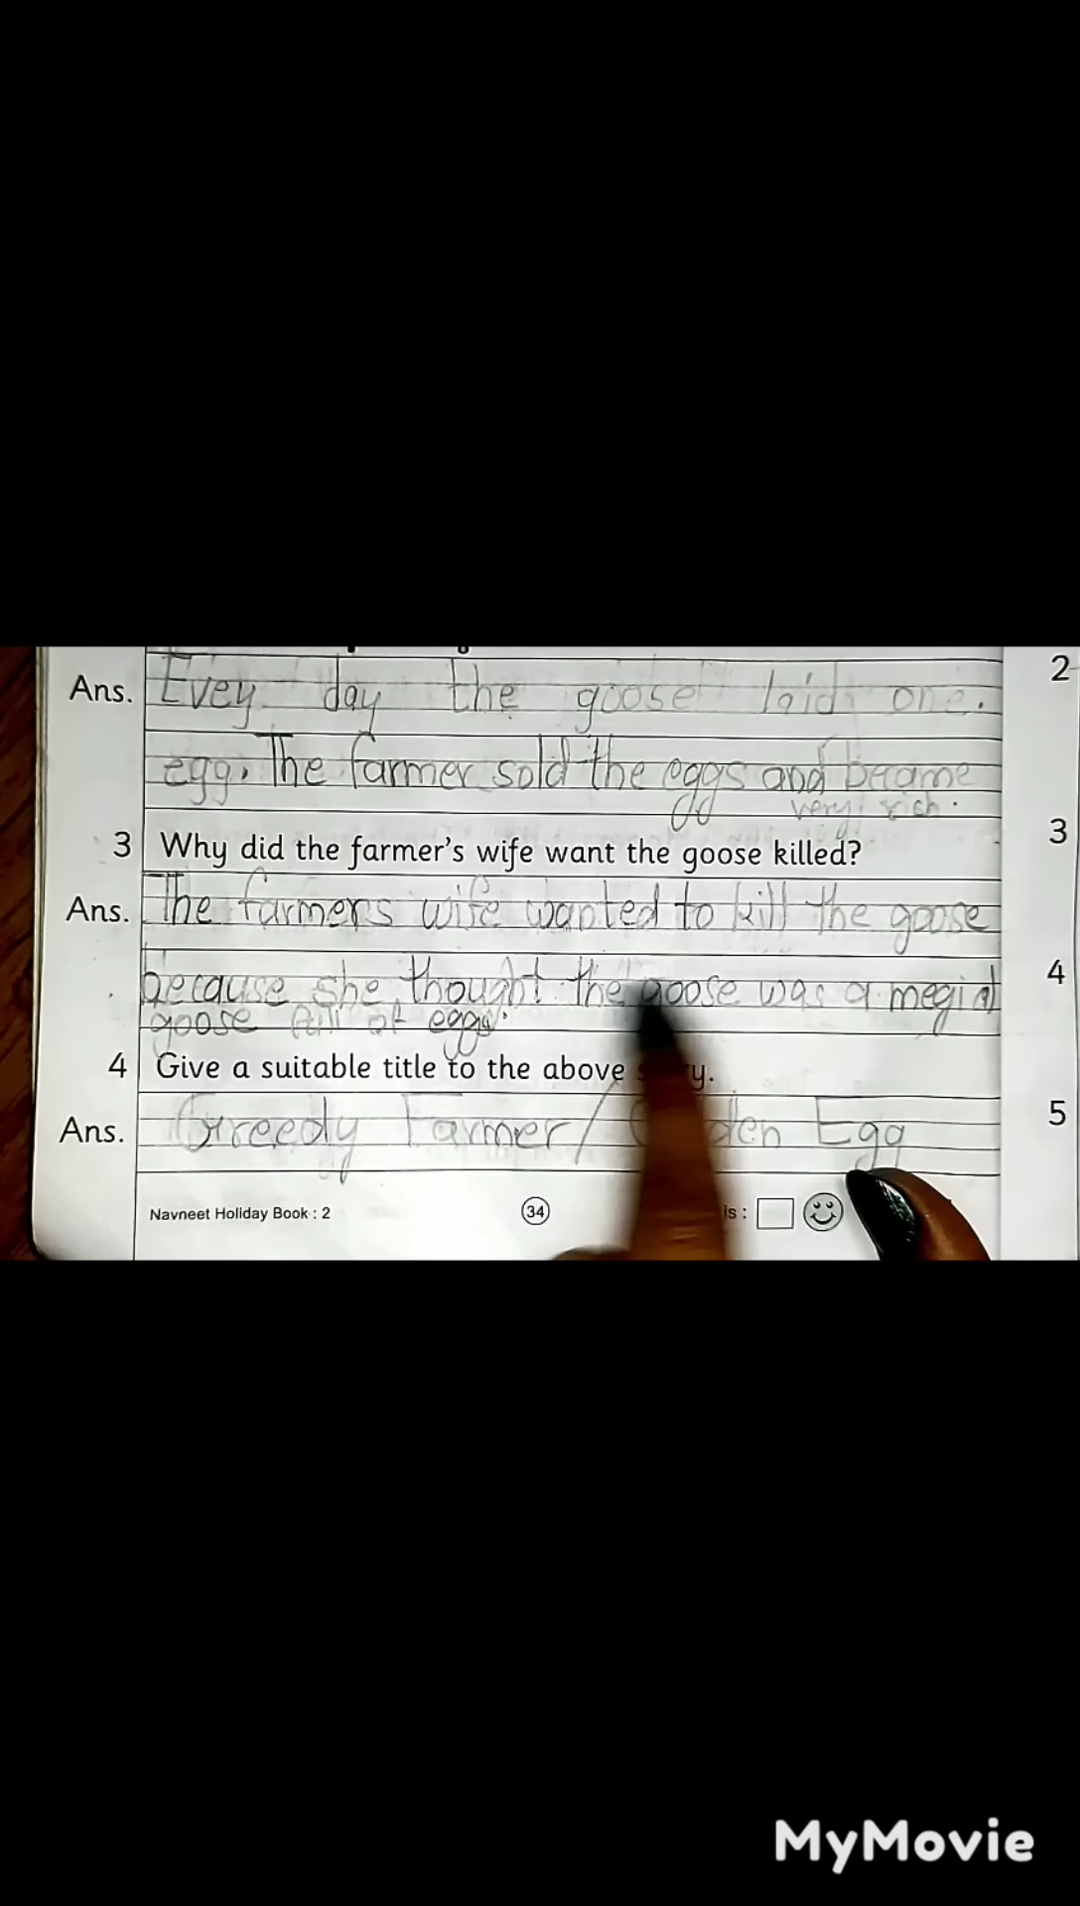 2
Ans. Evey day the goose laid one.
egg. The farmer sold the eggs and became
very rich.
3 Why did the farmer's wife want the goose killed?
3
Ans. The farmers wife wanted to kill the goose
because she thought the goose was a
4
goose full of eggs.
4 Give a suitable title to the above
Ans. Greedy Farmer/ Egg
5
Navneet Holiday Book : 2
34
is :
MyMovie